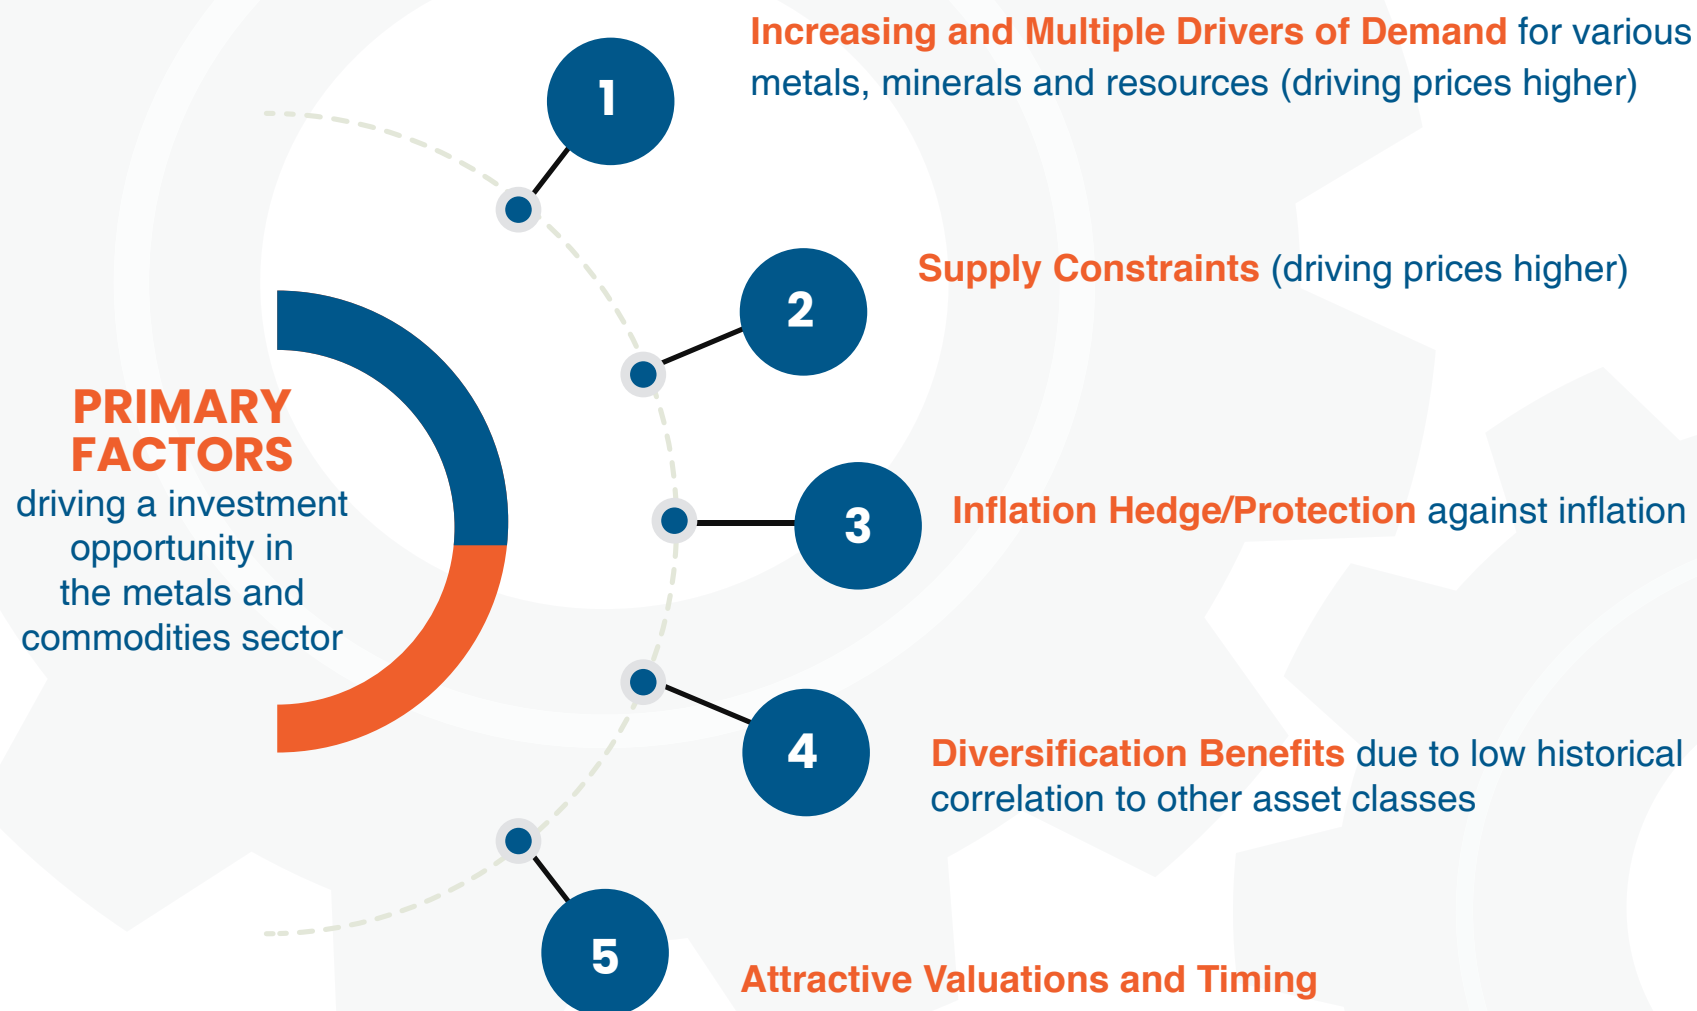 PRIMARY
FACTORS
driving a investment
opportunity in
the metals and
commodities sector
1
Increasing and Multiple Drivers of Demand for various
metals, minerals and resources (driving prices higher)
2
Supply Constraints (driving prices higher)
3
Inflation Hedge/Protection against inflation
4
Diversification Benefits due to low historical
correlation to other asset classes
5
Attractive Valuations and Timing